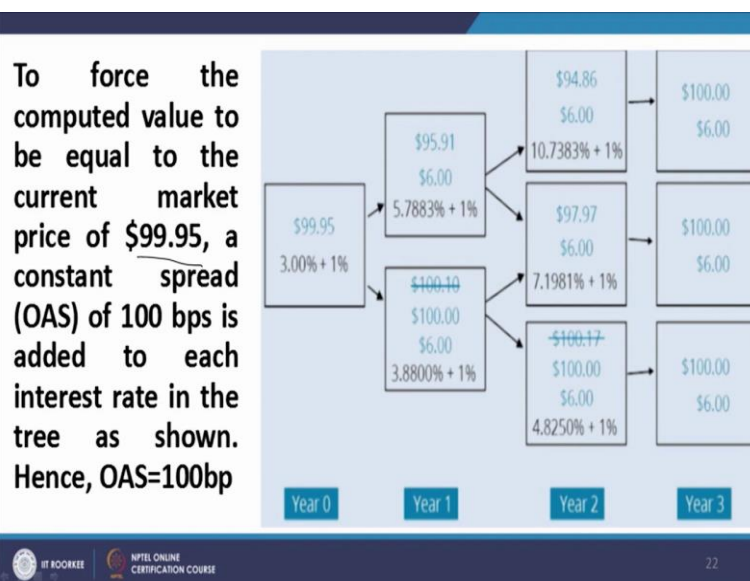 To force the
computed value to
be equal to the
current market
price of $99.95, a
constant spread
(OAS) of 100 bps is
added to each
interest rate in the
tree as shown.
Hence, OAS=100bp
$99.95
3.00% + 1%
$95.91
$6.00
5.7883% + 1%
$100.10
$100.00
$6.00
3.8800% + 1%
$94.86
$6.00
10.7383% + 1%
$97.97
$6.00
7.1981% + 1%
$100.17
$100.00
$6.00
4.8250% + 1%
$100.00
$6.00
$100.00
$6.00
$100.00
$6.00
Year 0
Year 1
Year 2
Year 3
IIT ROORKEE
NPTEL ONLINE
CERTIFICATION COURSE
22